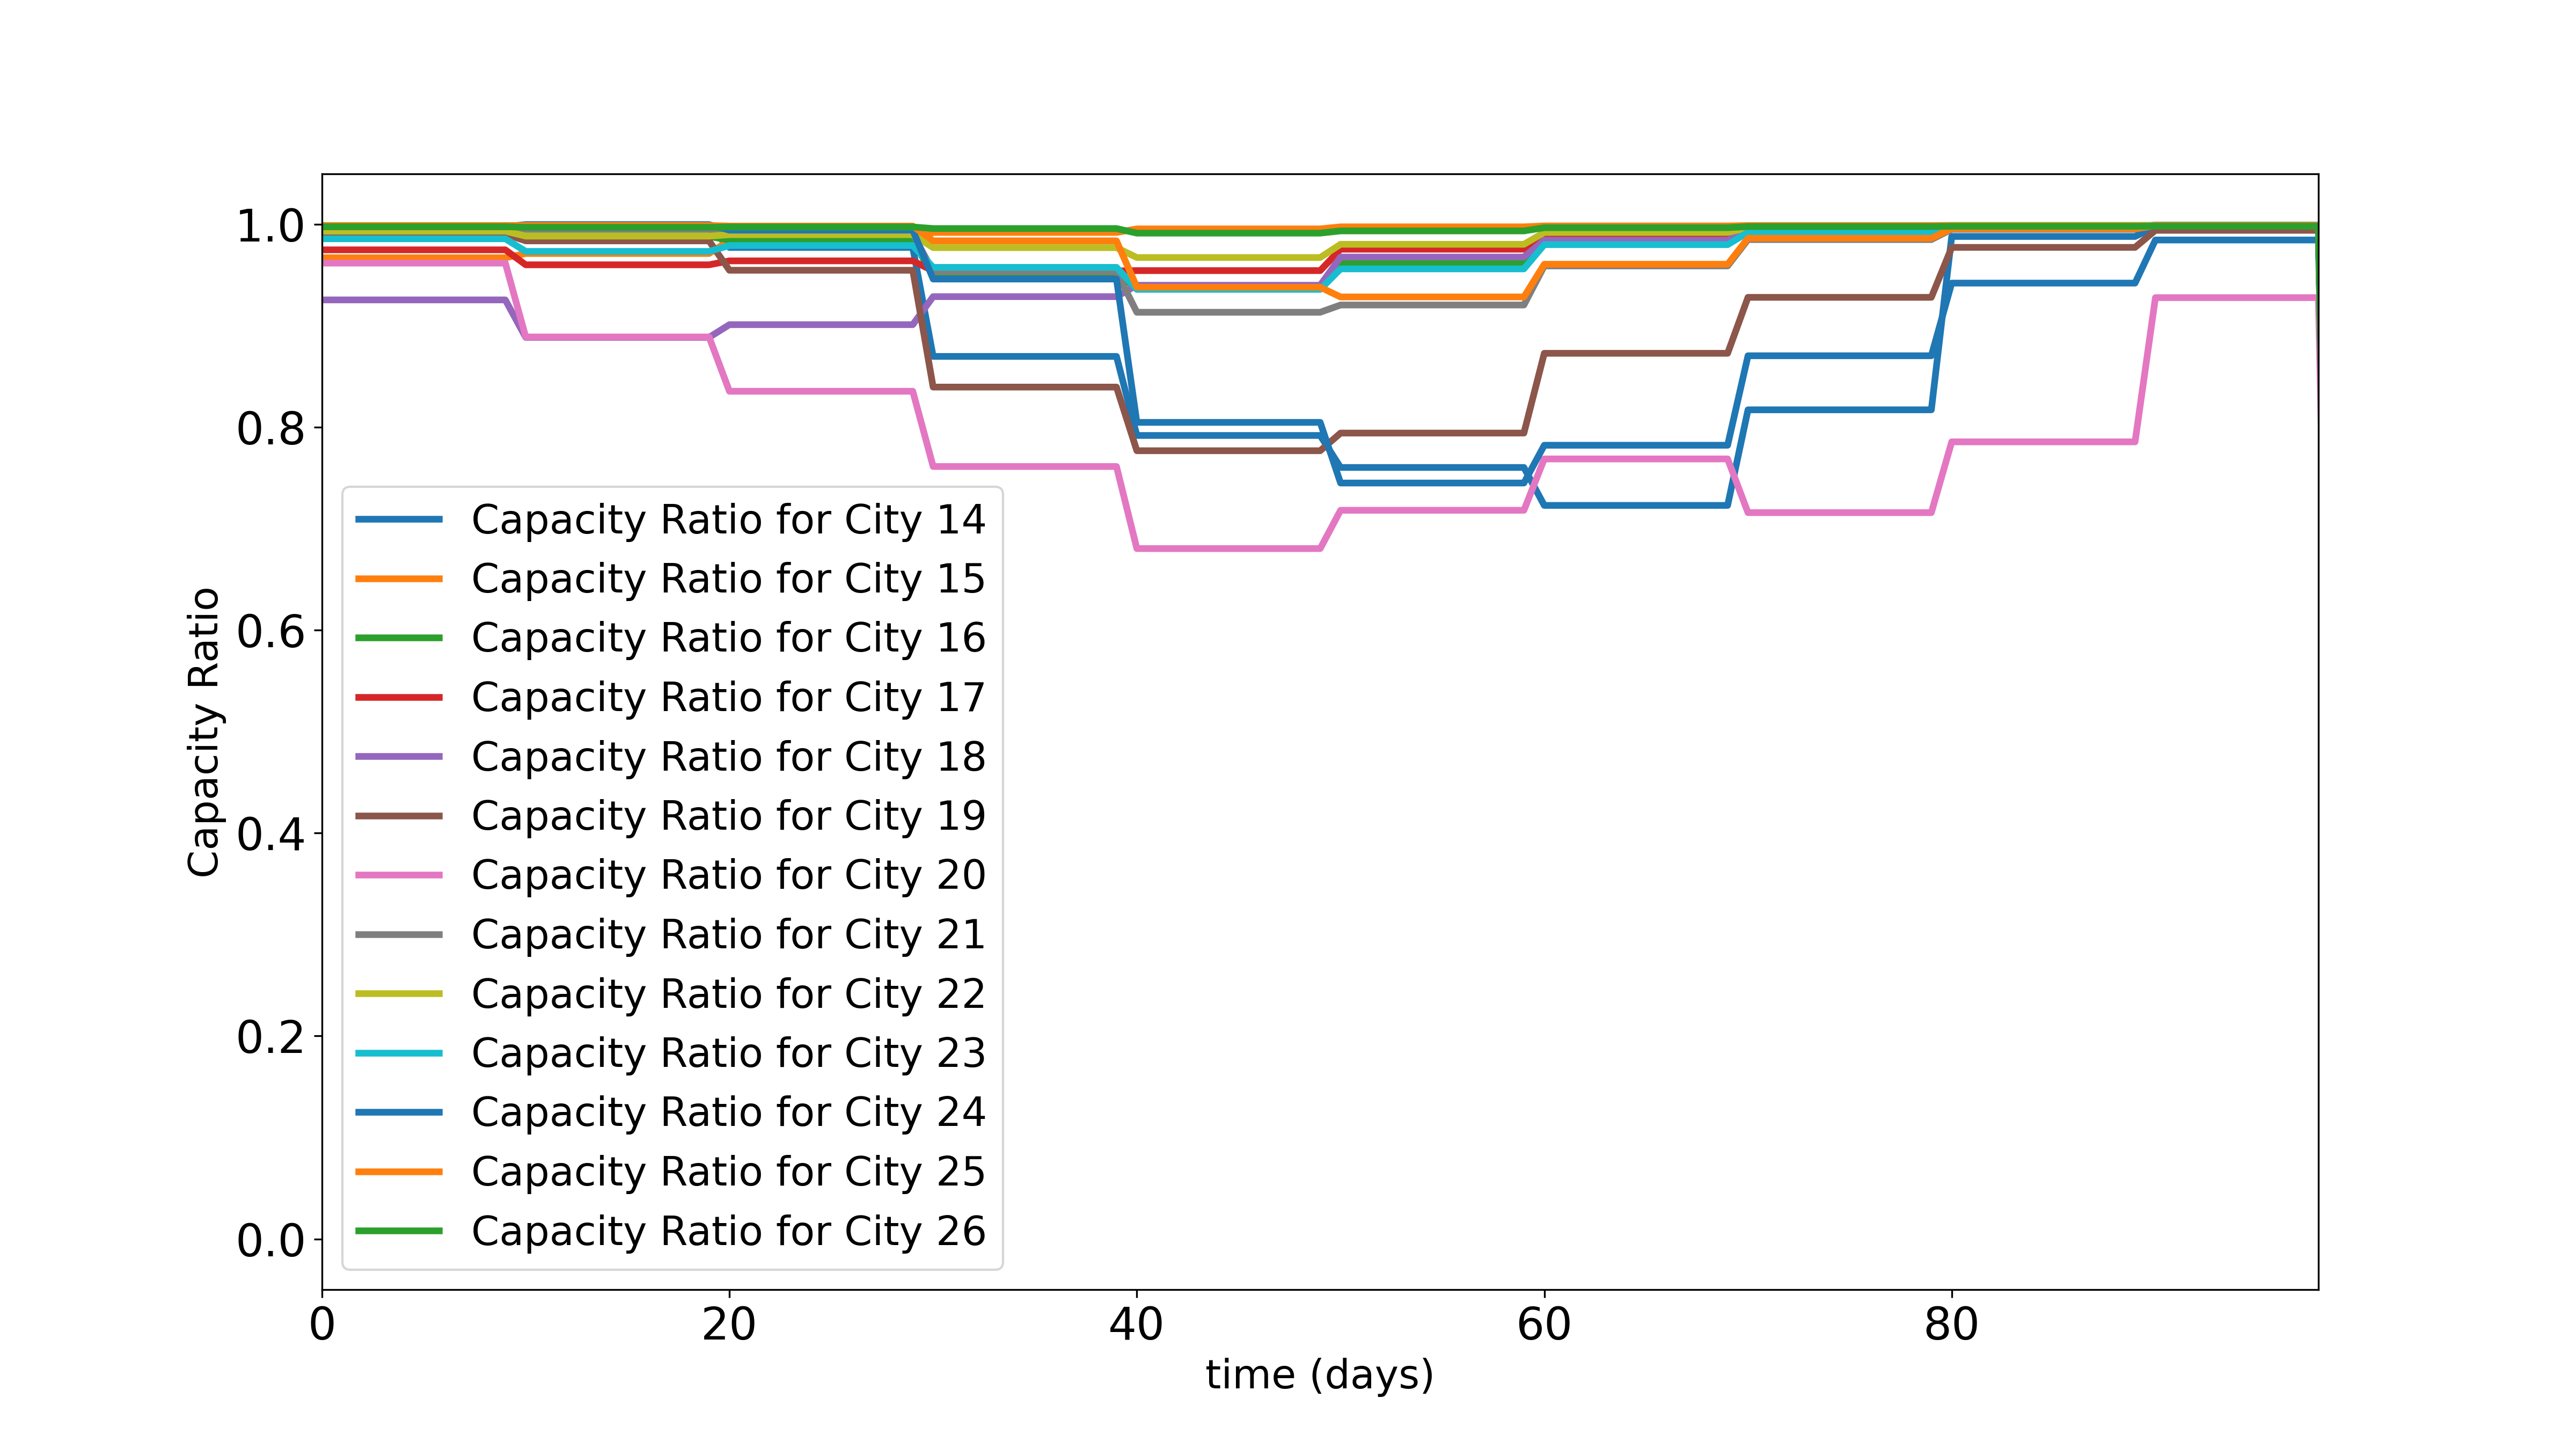 1.0
0.8
0.6
0.4
0.2
0.0
Capacity Ratio
Capacity Ratio for City 14
Capacity Ratio for City 15
Capacity Ratio for City 16
Capacity Ratio for City 17
Capacity Ratio for City 18
Capacity Ratio for City 19
Capacity Ratio for City 20
Capacity Ratio for City 21
Capacity Ratio for City 22
Capacity Ratio for City 23
Capacity Ratio for City 24
Capacity Ratio for City 25
Capacity Ratio for City 26
0 20 40 60 80
time (days)